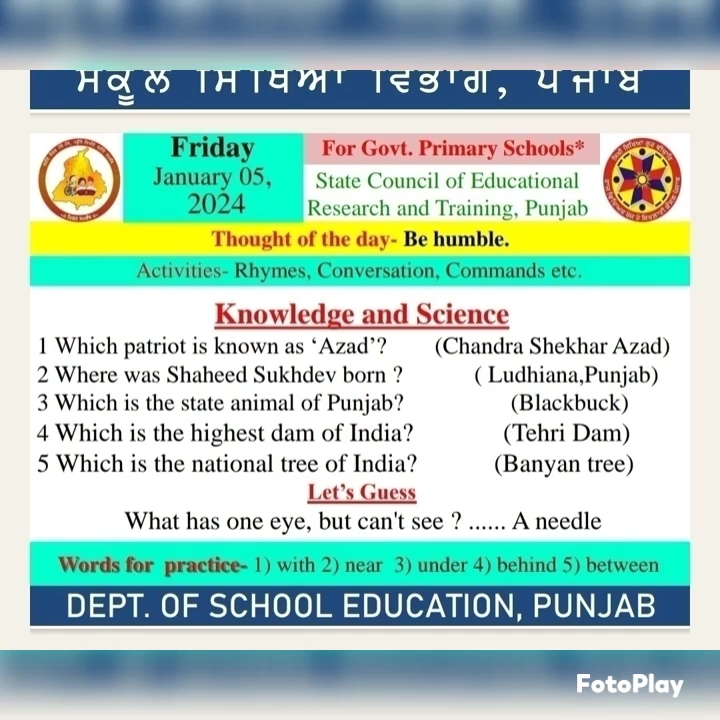 ਸਕੂਲ ਸਿੱਖਿਆ ਵਿਭਾਗ, ਪੰਜਾਬ
Friday
January 05,
2024
For Govt. Primary Schools*
State Council of Educational
Research and Training, Punjab
Thought of the day- Be humble.
Activities- Rhymes, Conversation, Commands etc.
Knowledge and Science
1 Which patriot is known as ‘Azad’? (Chandra Shekhar Azad)
2 Where was Shaheed Sukhdev born ? ( Ludhiana,Punjab)
3 Which is the state animal of Punjab? (Blackbuck)
4 Which is the highest dam of India? (Tehri Dam)
5 Which is the national tree of India? (Banyan tree)
Let’s Guess
What has one eye, but can't see ? ...... A needle
Words for practice- 1) with 2) near 3) under 4) behind 5) between
DEPT. OF SCHOOL EDUCATION, PUNJAB
FotoPlay